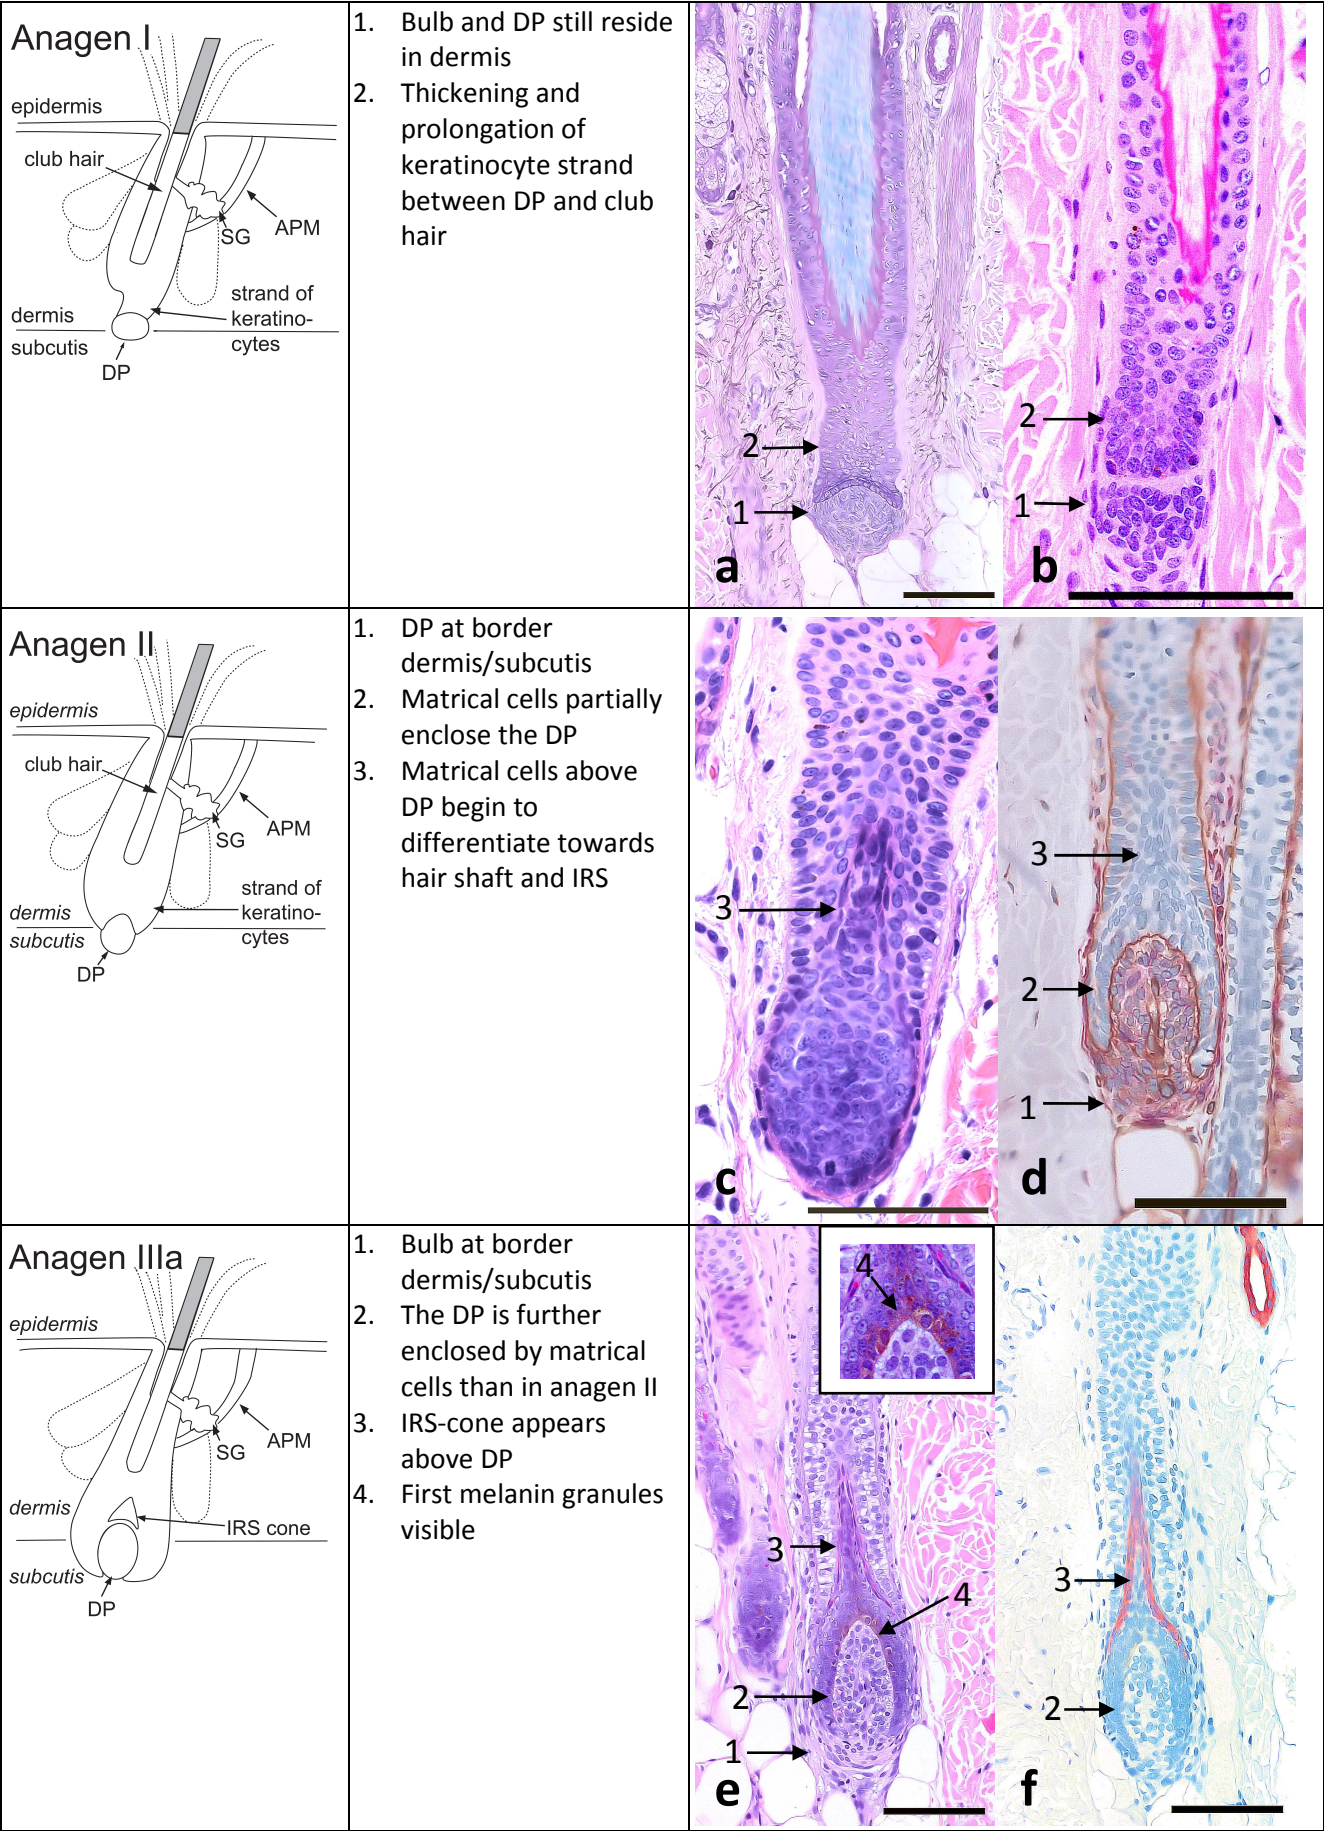 Anagen I
epidermis
club hair
SG
APM
strand of
keratino-
cytes
dermis
subcutis
DP
1. Bulb and DP still reside
in dermis
2. Thickening and
prolongation of
keratinocyte strand
between DP and club
hair
2
1
a
2
1
b
Anagen II
epidermis
club hair
SG
APM
strand of
keratino-
cytes
dermis
subcutis
DP
1. DP at border
dermis/subcutis
2. Matrical cells partially
enclose the DP
3. Matrical cells above
DP begin to
differentiate towards
hair shaft and IRS
3
c
3
2
1
d
Anagen IIIa
epidermis
SG
APM
dermis
IRS cone
subcutis
DP
1. Bulb at border
dermis/subcutis
2. The DP is further
enclosed by matrical
cells than in anagen II
3. IRS-cone appears
above DP
4. First melanin granules
visible
4
3
4
2
1
e
3
2
f